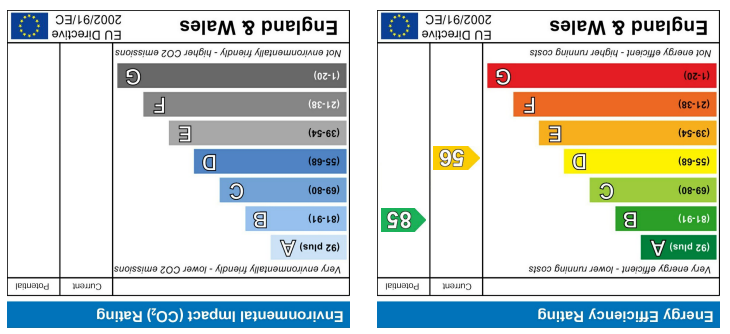 Energy Efficiency Rating
Current
Potential
Very energy efficient - lower running costs
(92 plus) A
(81-91) B
85
(69-80) C
(55-68) D
56
(39-54) E
(21-38) F
(1-20) G
Not energy efficient - higher running costs
England & Wales
EU Directive
2002/91/EC
Environmental Impact (CO₂) Rating
Current
Potential
Very environmentally friendly - lower CO2 emissions
(92 plus) A
(81-91) B
(69-80) C
(55-68) D
(39-54) E
(21-38) F
(1-20) G
Not environmentally friendly - higher CO2 emissions
England & Wales
EU Directive
2002/91/EC